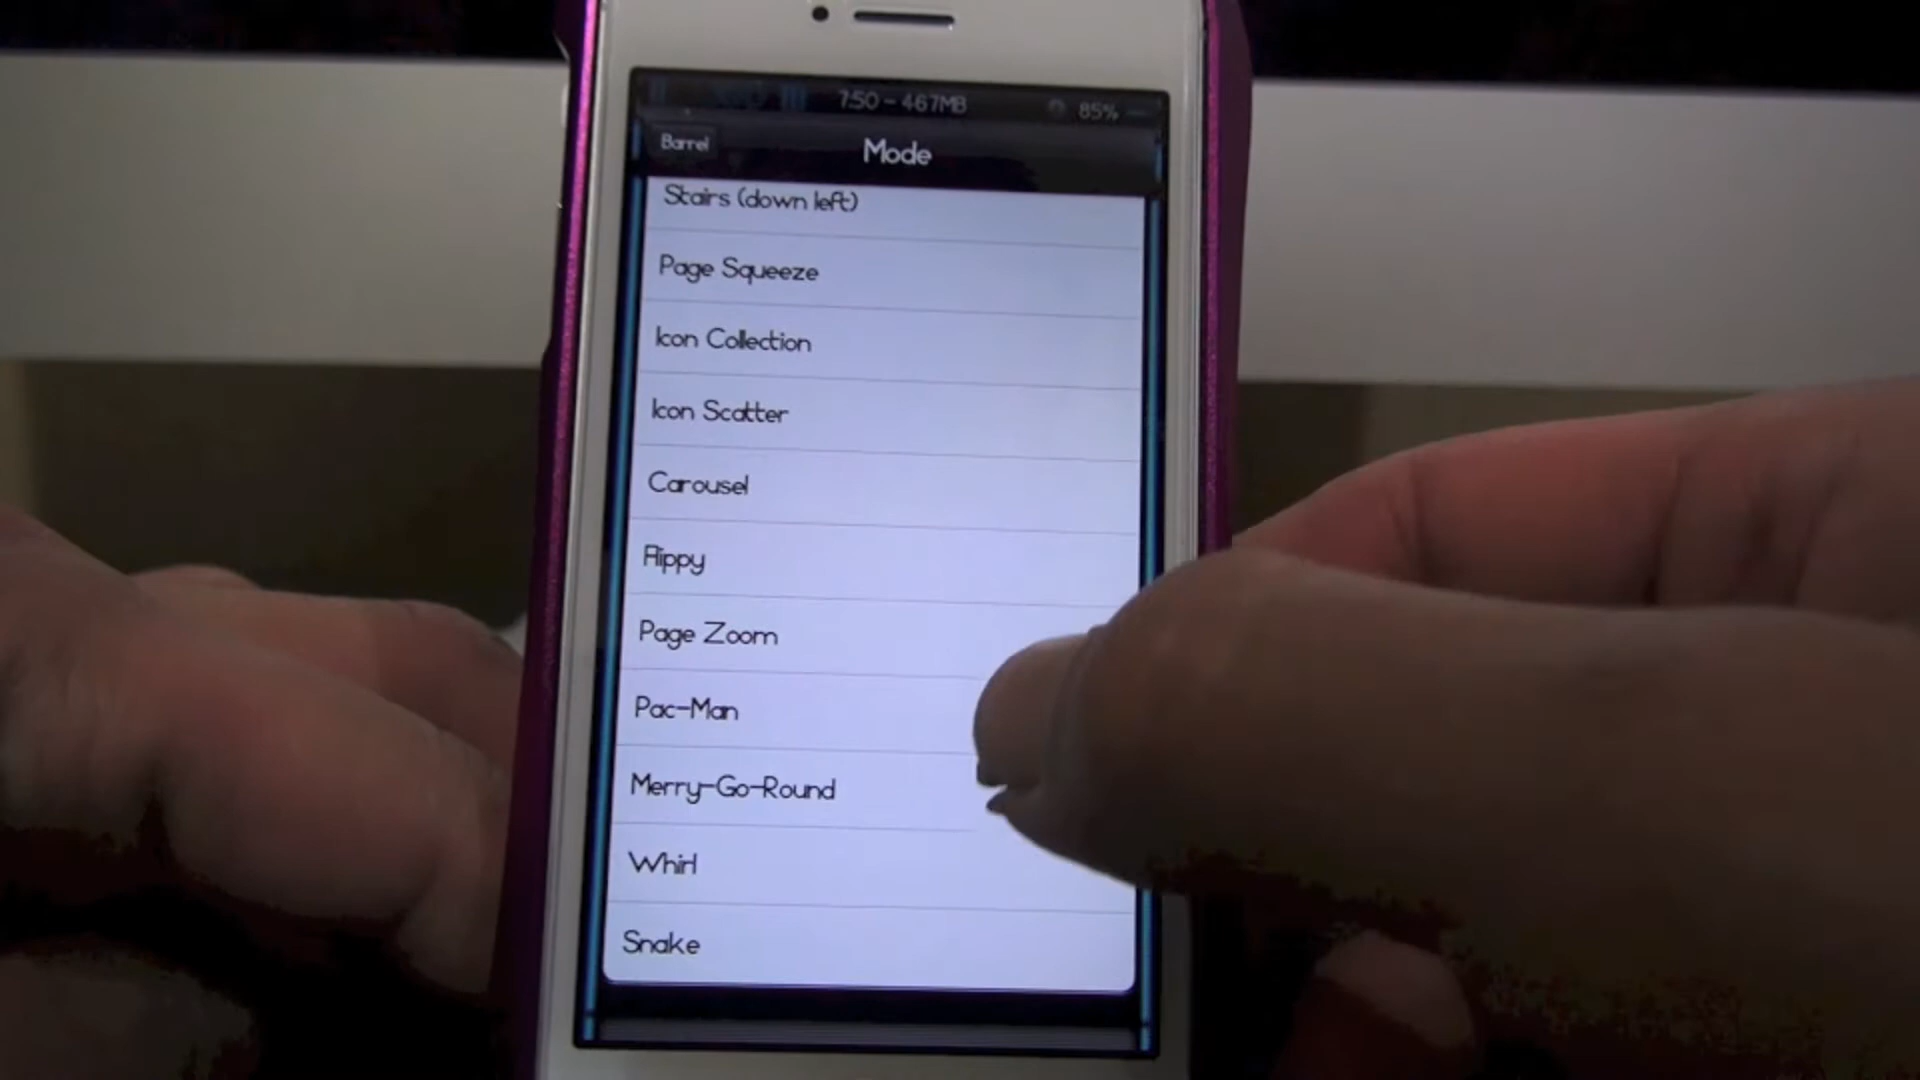 7:50 - 467MB
85%
Barrel
Mode
Stairs (down left)
Page Squeeze
Icon Collection
Icon Scatter
Carousel
Flippy
Page Zoom
Pac-Man
Merry-Go-Round
Whirl
Snake